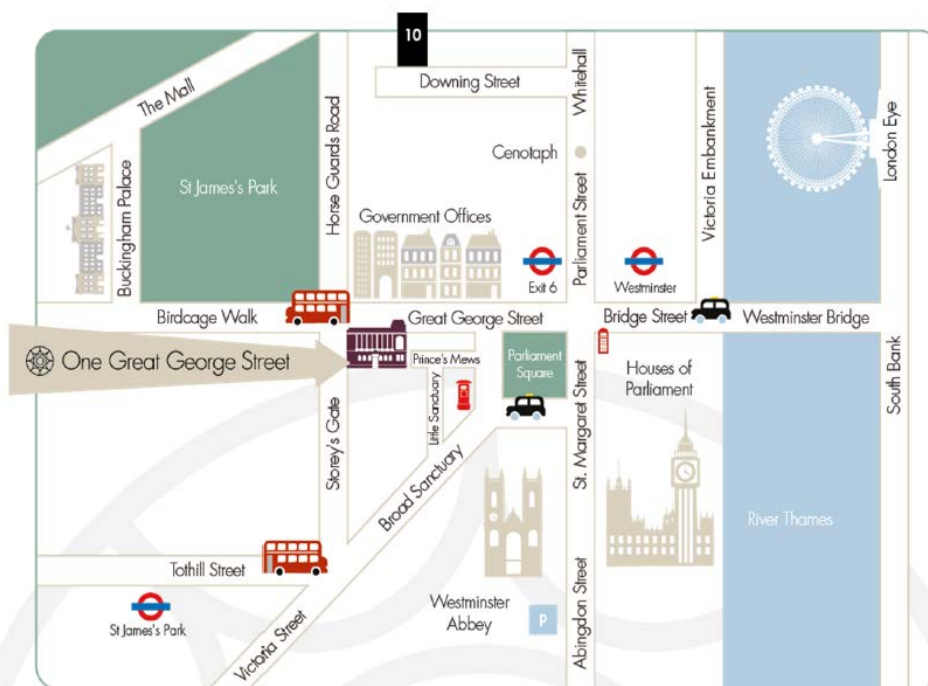 10
Downing Street
The Mall
Whitehall
Horse Guards Road
Victoria Embankment
London Eye
Cenotaph
St James's Park
Buckingham Palace
Government Offices
Parliament Street
Exit 6
Westminster
Birdcage Walk
Great George Street
Bridge Street
Westminster Bridge
One Great George Street
Prince's Mews
Parliament
Square
Houses of
Parliament
South Bank
Little Sanctuary
Storey's Gate
St. Margaret Street
Broad Sanctuary
River Thames
Tothill Street
St James's Park
Victoria Street
Westminster
Abbey
P
Abingdon Street